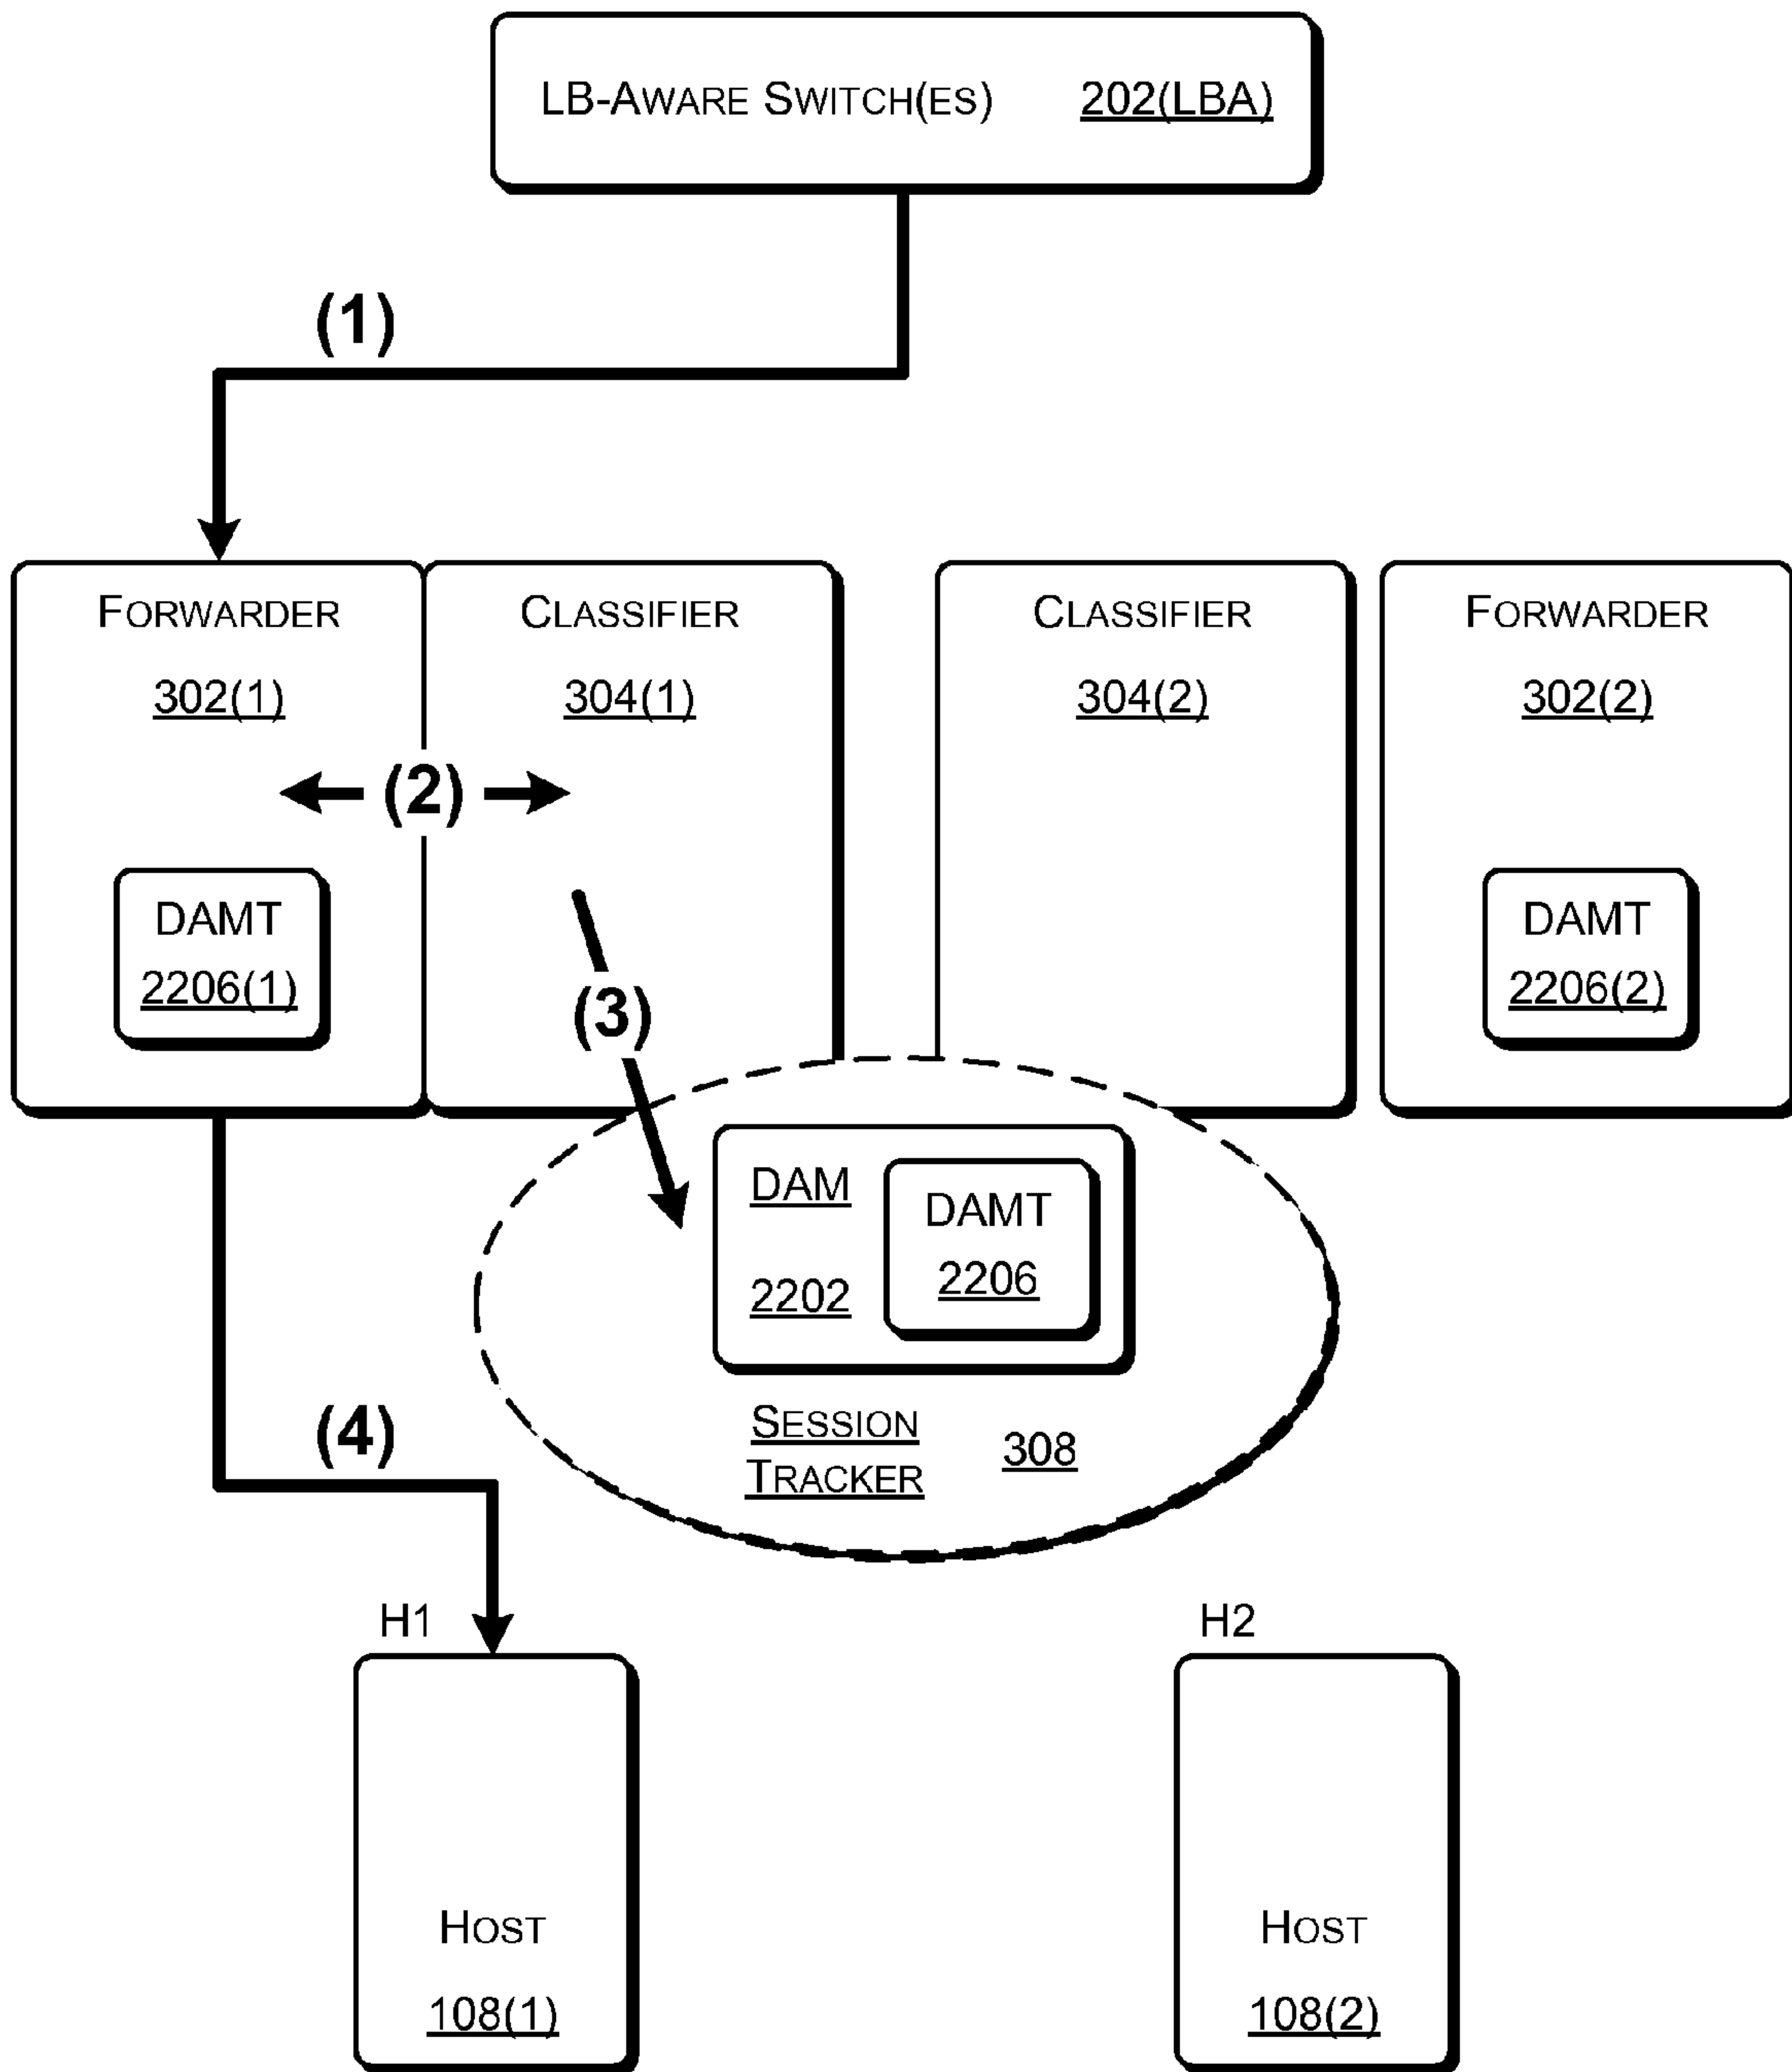 LB-AWARE SWITCH(ES) 202(LBA)
(1)
FORWARDER
302(1)
CLASSIFIER
304(1)
CLASSIFIER
304(2)
FORWARDER
302(2)
(2)
DAMT
2206(1)
(3)
DAMT
2206(2)
DAM
2202
DAMT
2206
SESSION
TRACKER
308
(4)
H1
H2
HOST
108(1)
HOST
108(2)